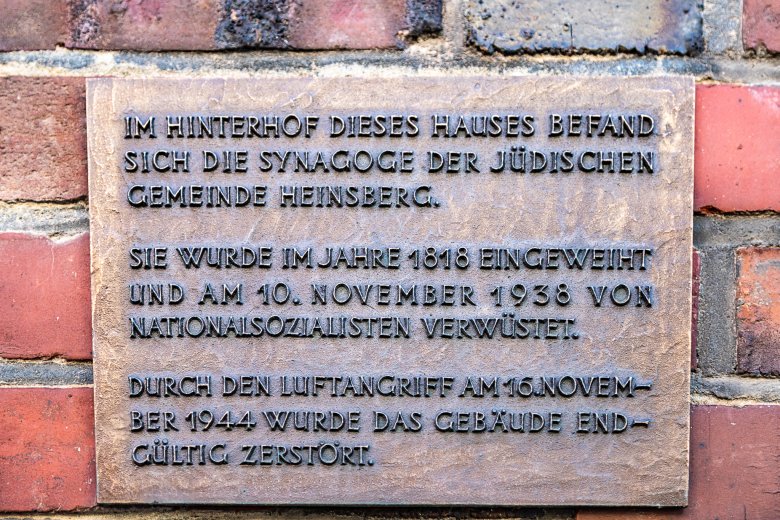 IM HINTERHOF DIESES HAUSES BEFAND
SICH DIE SYNAGOGE DER JÜDISCHEN
GEMEINDE HEINSBERG.
SIE WURDE IM JAHRE 1818 EINGEWEIHT
UND AM 10. NOVEMBER 1938 VON
NATIONALSOZIALISTEN VERWÜSTET.
DURCH DEN LUFTANGRIFF AM 16.NOVEM-
BER 1944 WURDE DAS GEBÄUDE END-
GÜLTIG ZERSTÖRT.